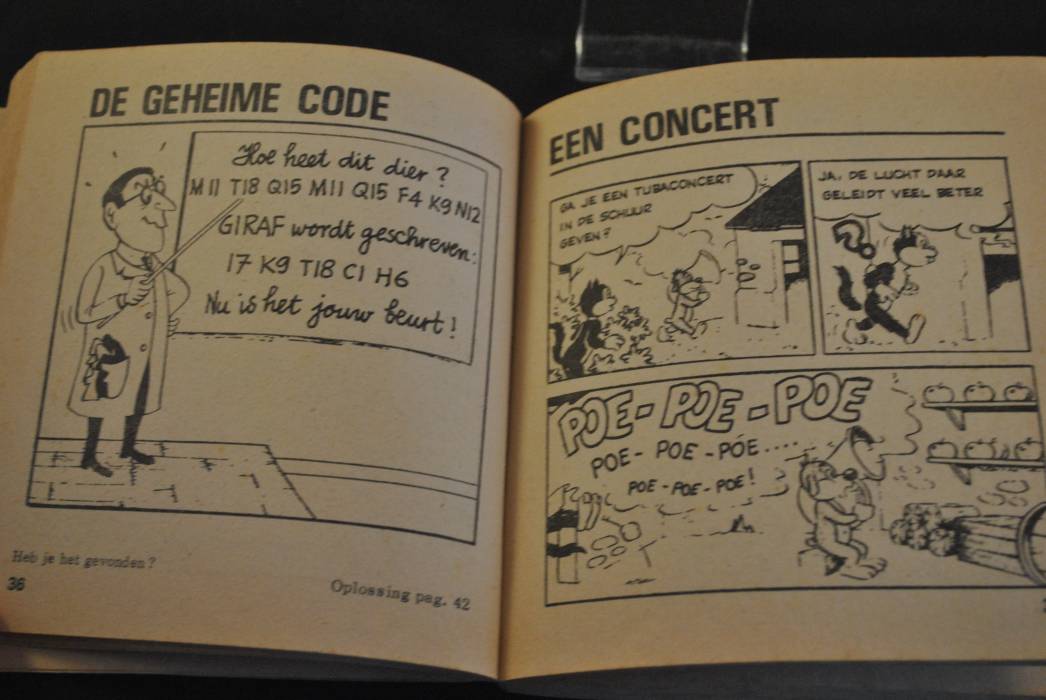 DE GEHEIME CODE
Hoe heet dit dier?
M11 T18 Q15 M11 Q15 F4 K9 N12
GIRAF wordt geschreven:
17 K9 T18 C1 H6
Nu is het jouw beurt!
Heb je het gevonden?
36
Oplossing pag. 42
EEN CONCERT
GA JE EEN TUBACONCERT
IN DE SCHUUR
GEVEN?
JA, DE LUCHT DAAR
GELEIDT VEEL BETER
?
POE-POE-POE
POE-POE-PÓE....
POE-POE-POE!